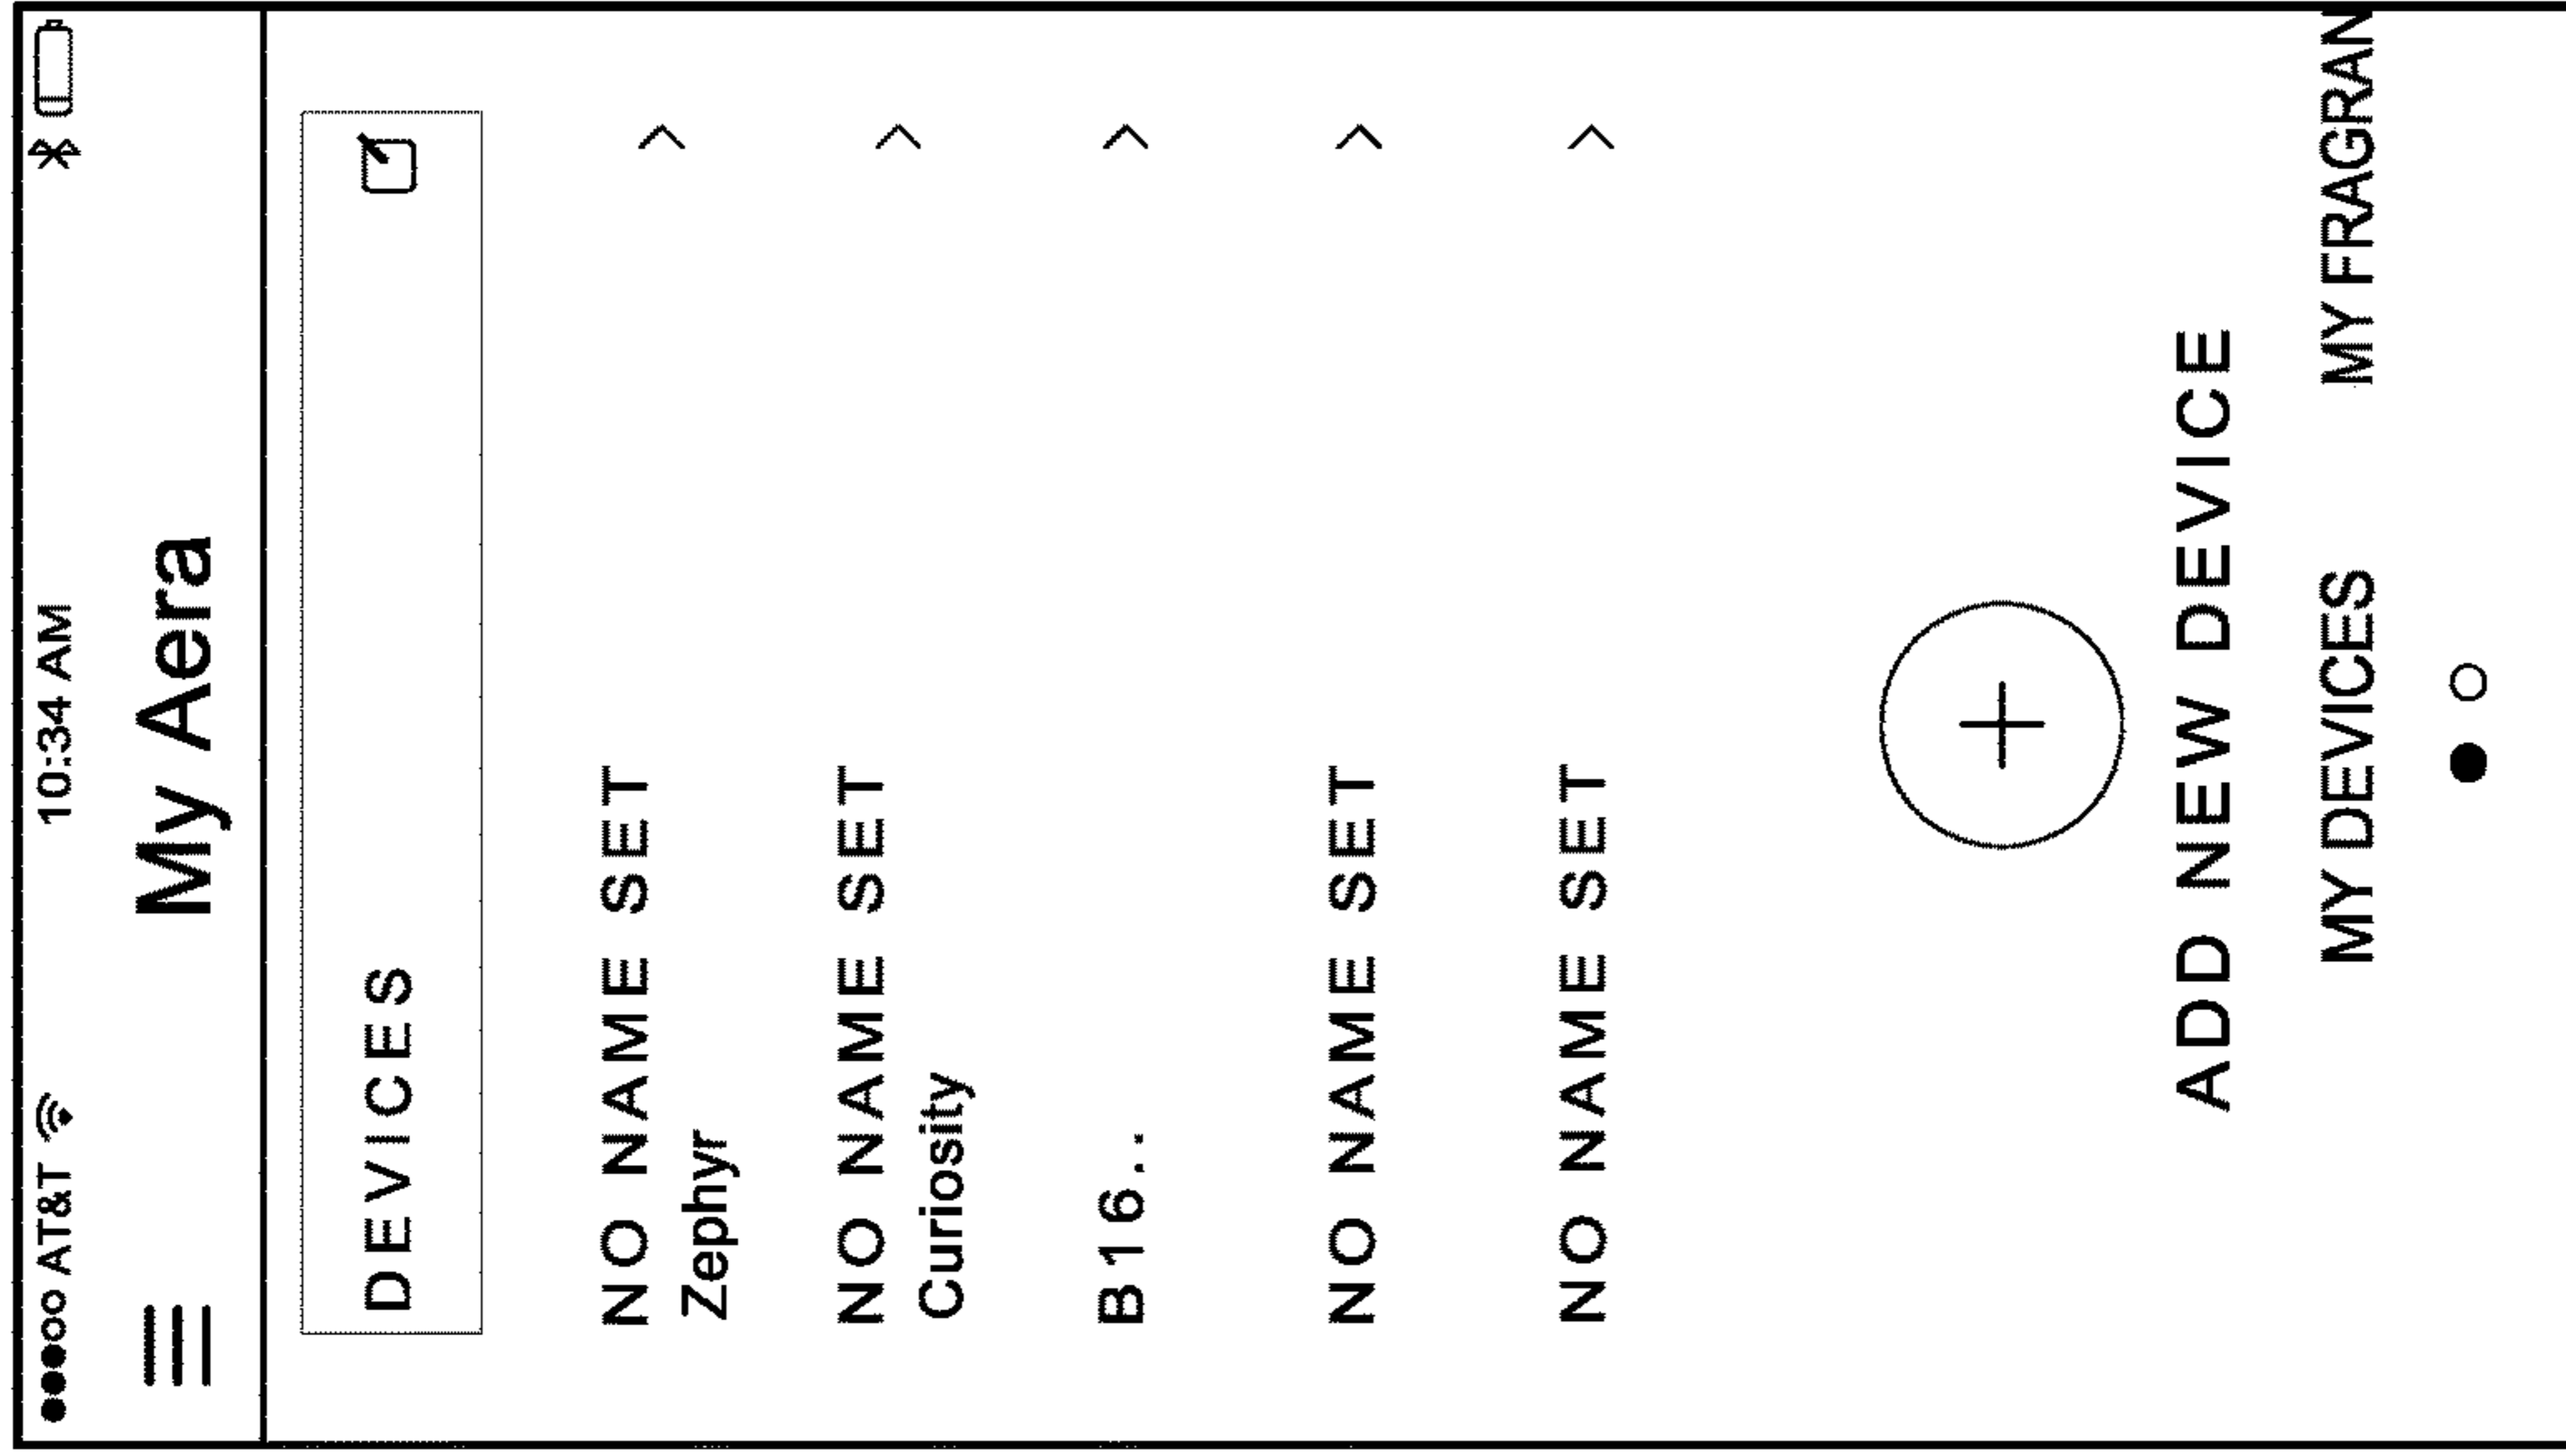 AT&T 10:34 AM
My Aera
DEVICES
NO NAME SET
Zephyr
NO NAME SET
Curiosity
B16..
NO NAME SET
NO NAME SET
ADD NEW DEVICE
MY DEVICES MY FRAGRAN